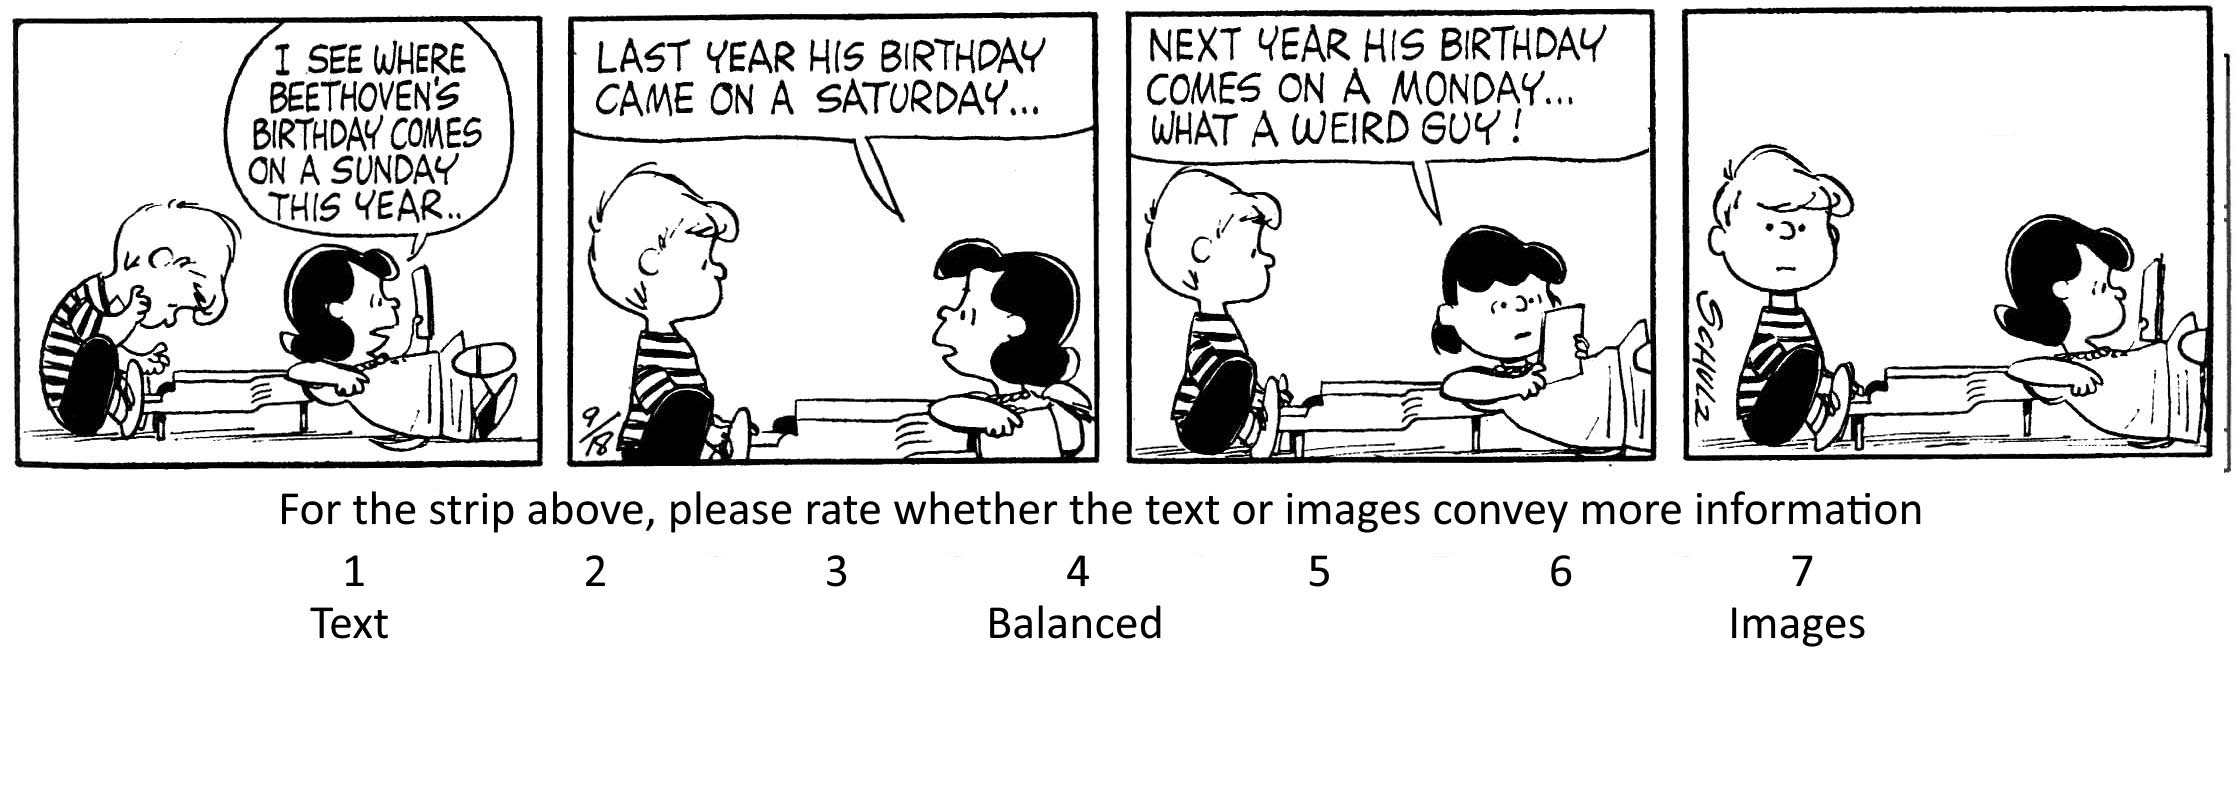 I SEE WHERE
BEETHOVEN'S
BIRTHDAY COMES
ON A SUNDAY
THIS YEAR..
LAST YEAR HIS BIRTHDAY
CAME ON A SATURDAY...
9/18
NEXT YEAR HIS BIRTHDAY
COMES ON A MONDAY...
WHAT A WEIRD GUY!
SCHULZ
For the strip above, please rate whether the text or images convey more information
1 2 3 4 5 6 7
Text Balanced Images